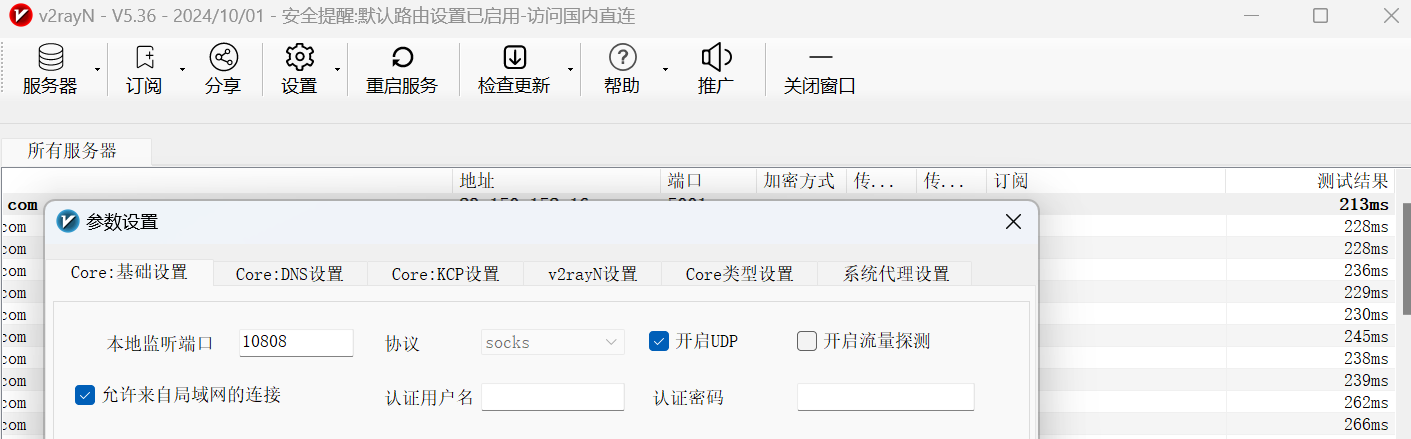 v2rayN - V5.36 - 2024/10/01 - 安全提醒:默认路由设置已启用-访问国内直连
服务器 订阅 分享 设置 重启服务 检查更新 帮助 推广 关闭窗口
所有服务器
地址 端口 加密方式 传... 传... 订阅 测试结果
com 213ms
参数设置
com 228ms
com 228ms
com 236ms
Core:基础设置 Core:DNS设置 Core:KCP设置 v2rayN设置 Core类型设置 系统代理设置
com 229ms
com 230ms
com 245ms
本地监听端口 10808 协议 socks 开启UDP 开启流量探测
com 238ms
com 239ms
允许来自局域网的连接 认证用户名 认证密码
com 262ms
com 266ms